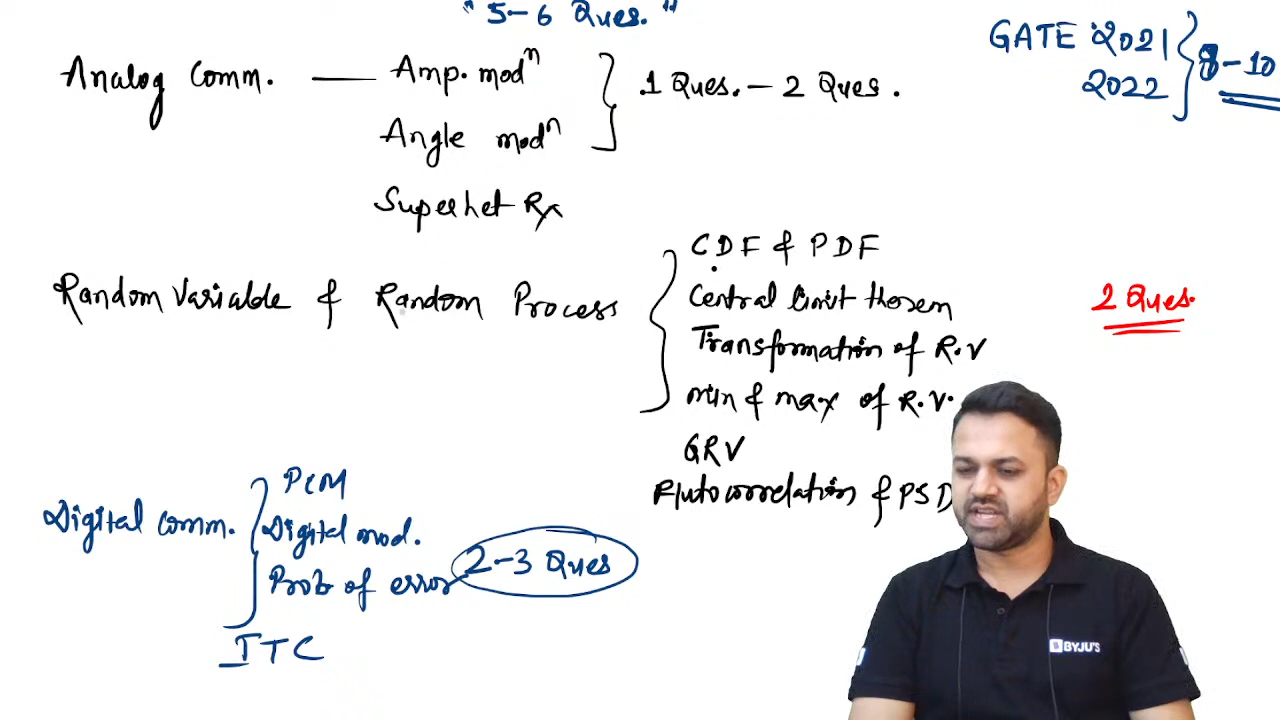 "5-6 Ques."
GATE 2021
2022
8-10
Analog Comm. — Amp. modⁿ
Angle modⁿ
1 Ques. - 2 Ques.
Superhet Rx
Random Variable & Random Process
CDF & PDF
Central limit thorem
Transformation of R.V
min & max of R.V.
GRV
Autocorrelation & PSD
2 Ques.
Digital comm.
PCM
Digital mod.
Prob of error
2-3 Ques
ITC
BYJU'S